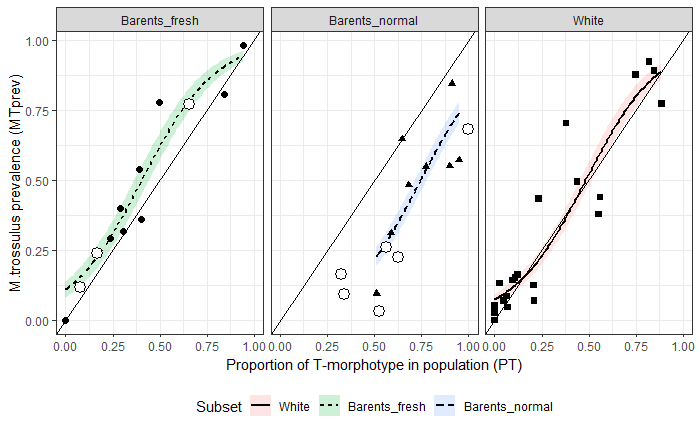 Barents_fresh Barents_normal White
M.trossulus prevalence (MTprev)
1.00
0.75
0.50
0.25
0.00
0.00 0.25 0.50 0.75 1.00 0.00 0.25 0.50 0.75 1.00 0.00 0.25 0.50 0.75 1.00
Proportion of T-morphotype in population (PT)
Subset White Barents_fresh Barents_normal